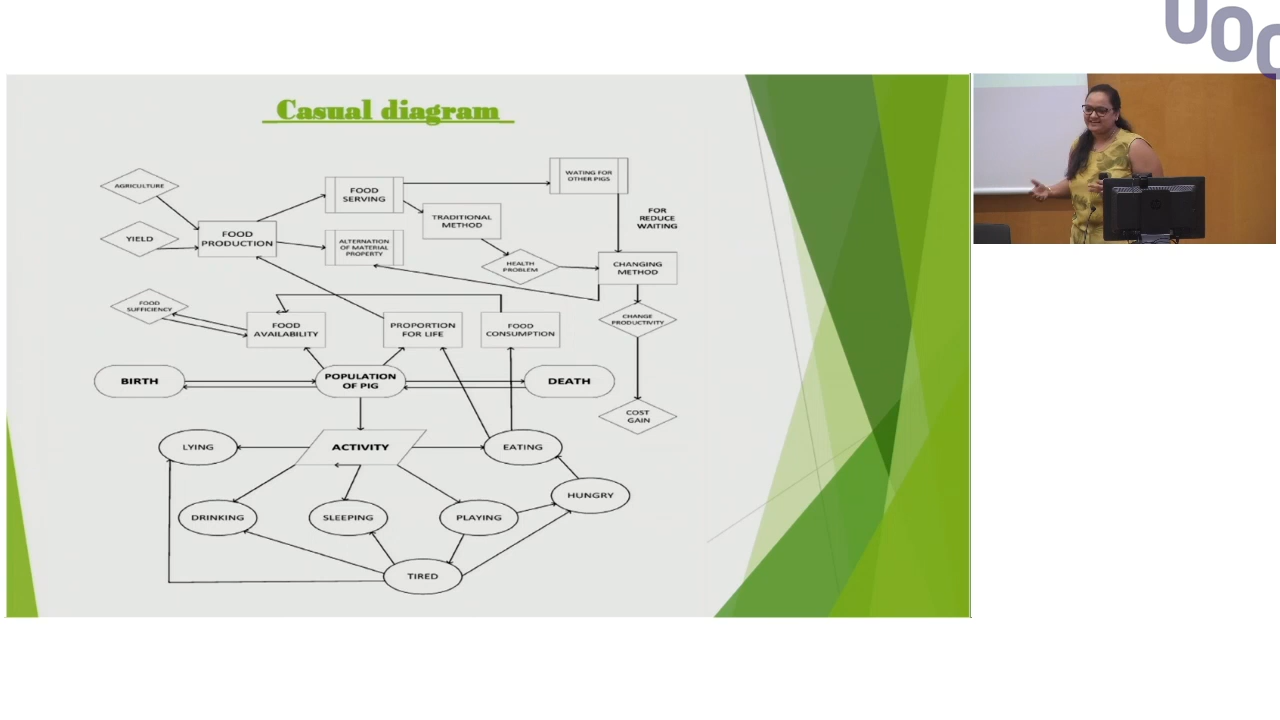 UOC
Casual diagram
AGRICULTURE
YIELD
FOOD
PRODUCTION
FOOD
SERVING
ALTERNATION
OF MATERIAL
PROPERTY
TRADITIONAL
METHOD
WATING FOR
OTHER PIGS
FOR
REDUCE
WAITING
HEALTH
PROBLEM
CHANGING
METHOD
FOOD
SUFFICIENCY
FOOD
AVAILABILITY
PROPORTION
FOR LIFE
FOOD
CONSUMPTION
CHANGE
PRODUCTIVITY
BIRTH
POPULATION
OF PIG
DEATH
COST
GAIN
LYING
ACTIVITY
EATING
HUNGRY
DRINKING
SLEEPING
PLAYING
TIRED